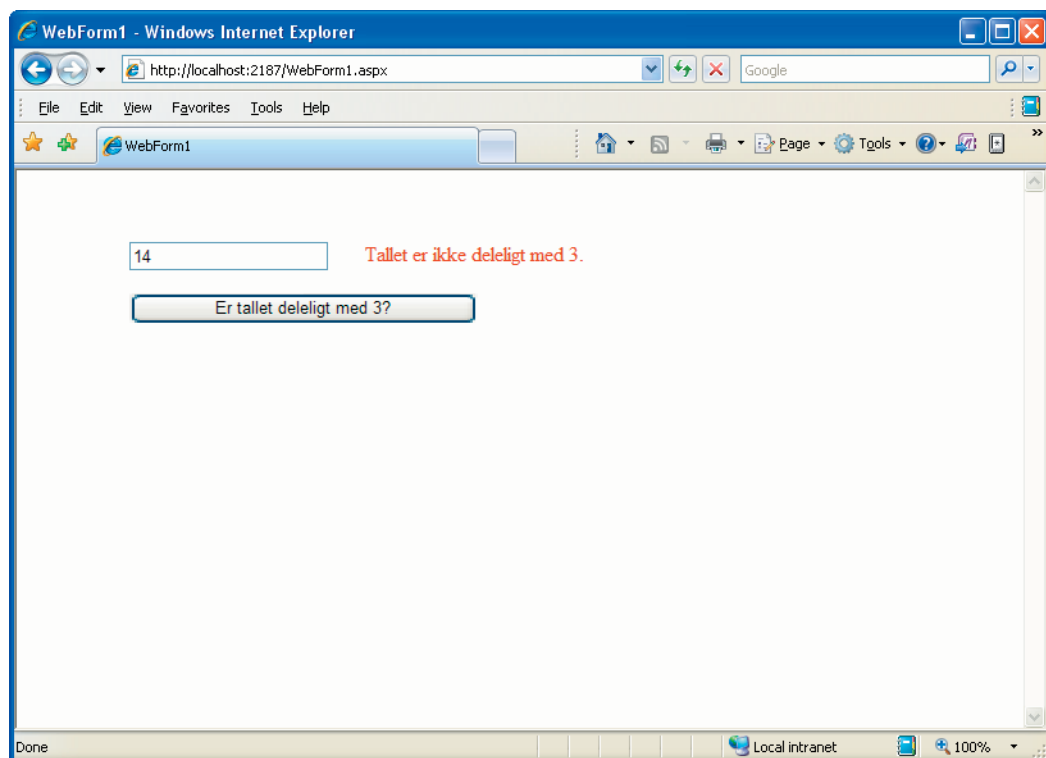 WebForm1 - Windows Internet Explorer
http://localhost:2187/WebForm1.aspx
Google
File Edit View Favorites Tools Help
WebForm1
Page Tools »
14
Tallet er ikke deleligt med 3.
Er tallet deleligt med 3?
Done
Local intranet
100%